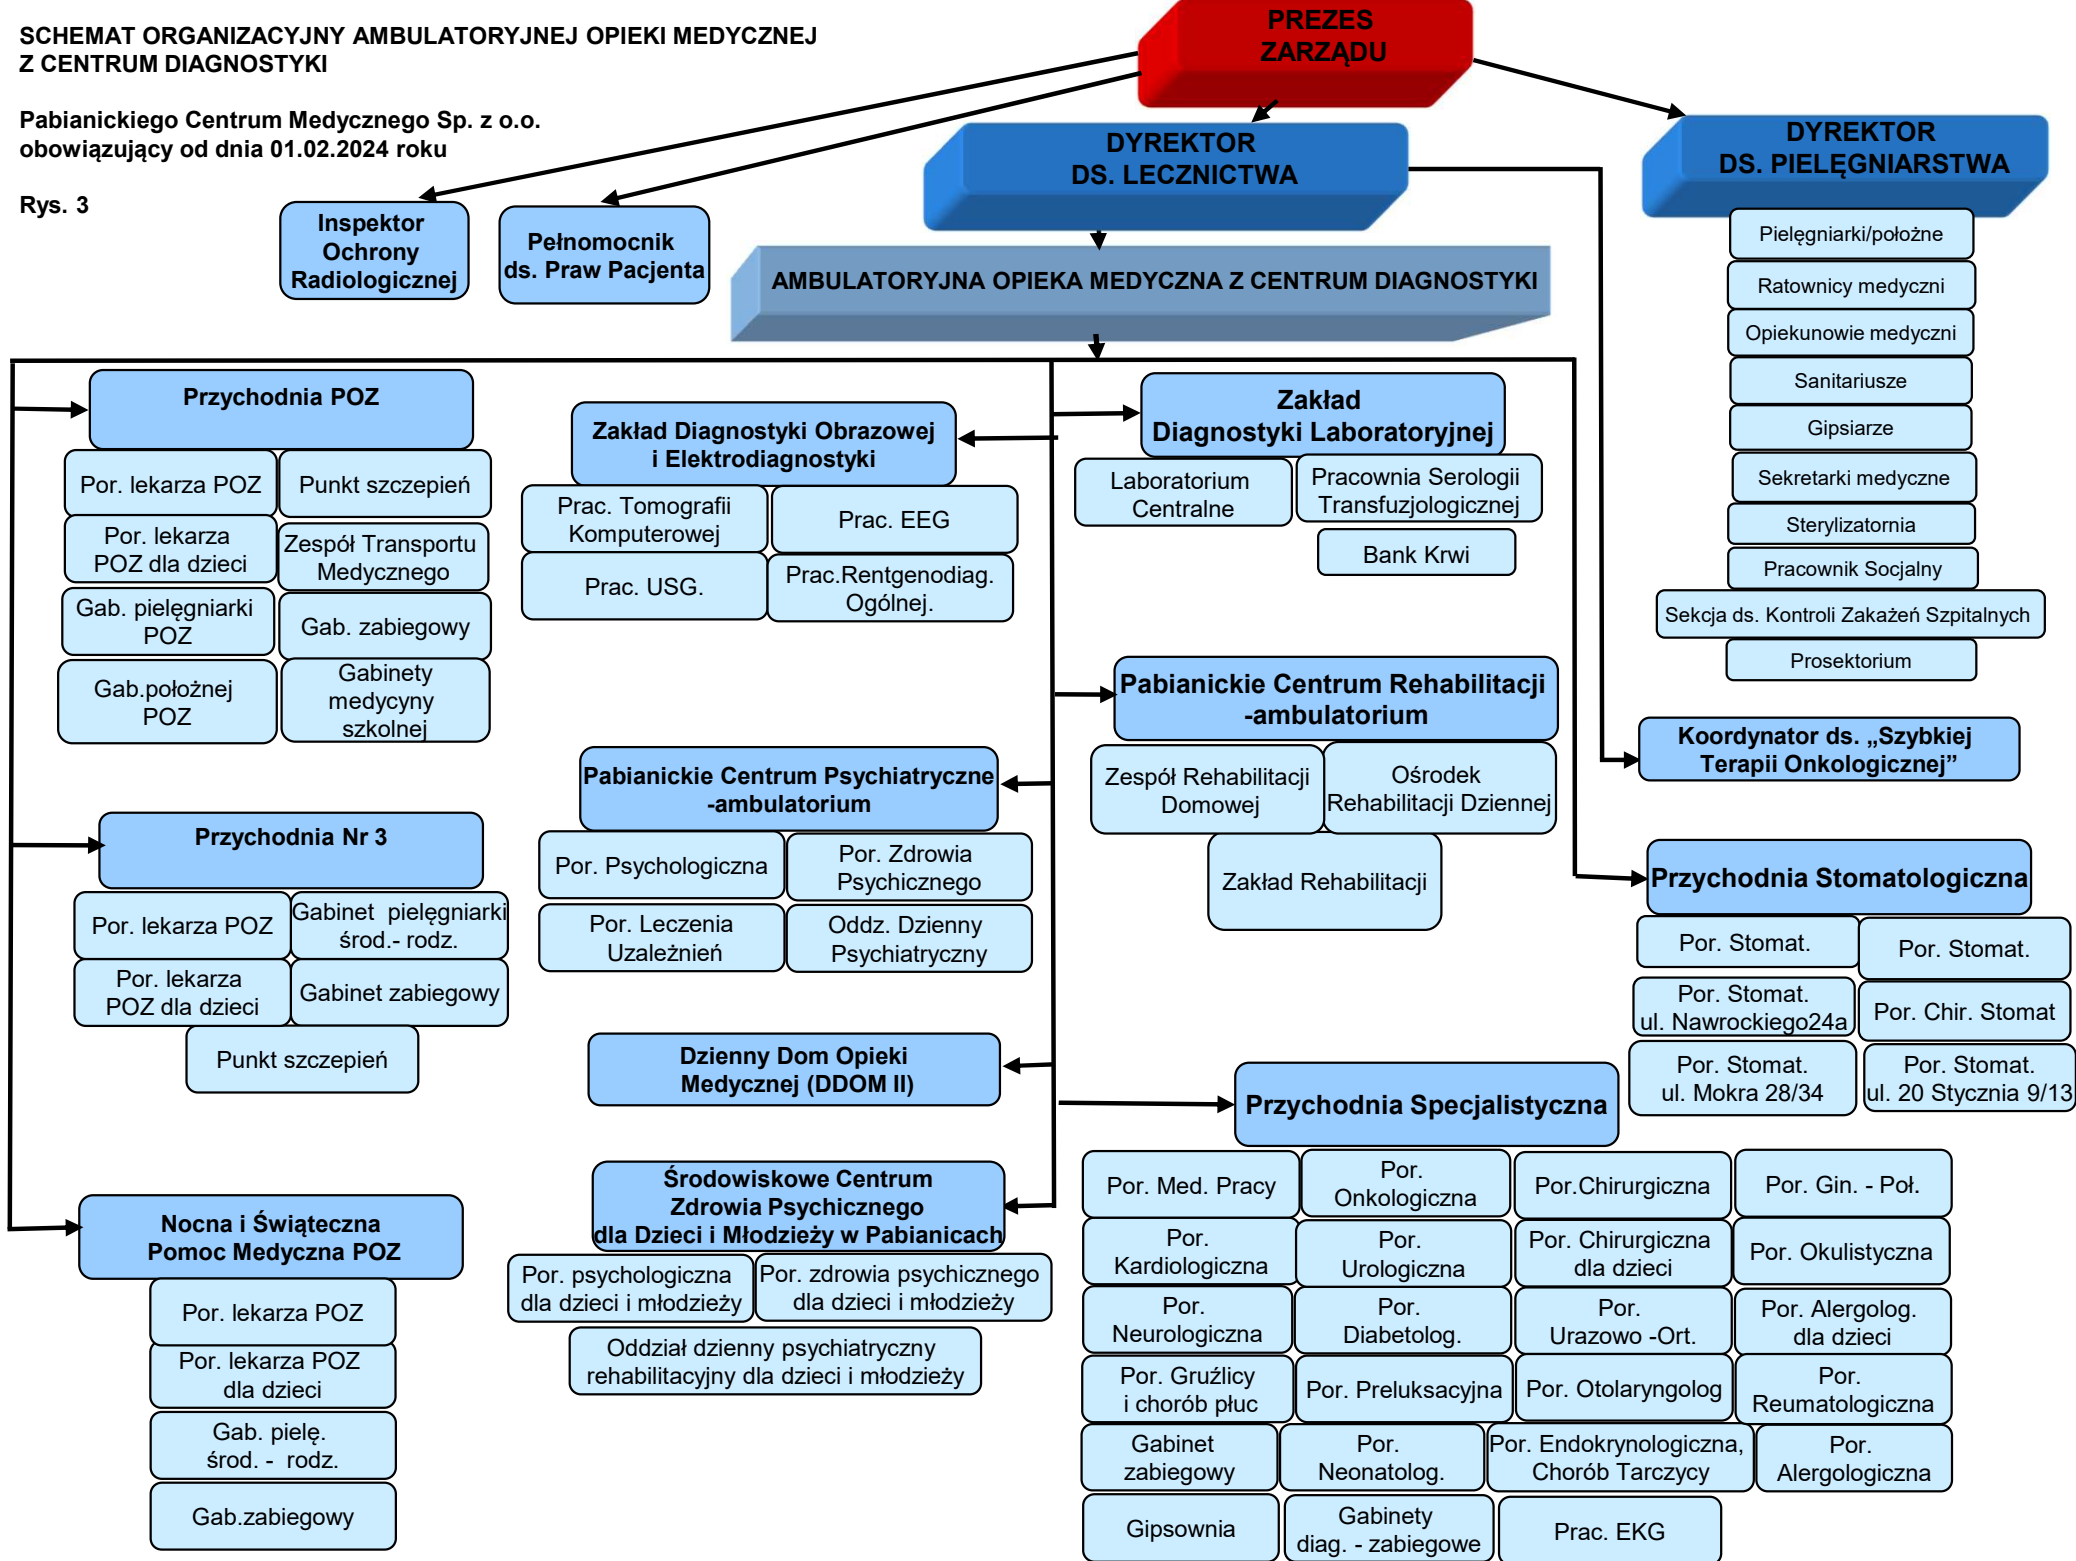 SCHEMAT ORGANIZACYJNY AMBULATORYJNEJ OPIEKI MEDYCZNEJ
Z CENTRUM DIAGNOSTYKI
Pabianickiego Centrum Medycznego Sp. z o.o.
obowiązujący od dnia 01.02.2024 roku
Rys. 3
PREZES
ZARZĄDU
DYREKTOR
DS. LECZNICTWA
DYREKTOR
DS. PIELĘGNIARSTWA
Inspektor
Ochrony
Radiologicznej
Pełnomocnik
ds. Praw Pacjenta
AMBULATORYJNA OPIEKA MEDYCZNA Z CENTRUM DIAGNOSTYKI
Pielęgniarki/położne
Ratownicy medyczni
Opiekunowie medyczni
Sanitariusze
Gipsiarze
Sekretarki medyczne
Sterylizatornia
Pracownik Socjalny
Sekcja ds. Kontroli Zakażeń Szpitalnych
Prosektorium
Koordynator ds. „Szybkiej
Terapii Onkologicznej”
Przychodnia POZ
Por. lekarza POZ
Punkt szczepień
Por. lekarza
POZ dla dzieci
Zespół Transportu
Medycznego
Gab. pielęgniarki
POZ
Gab. zabiegowy
Gab.położnej
POZ
Gabinety
medycyny
szkolnej
Przychodnia Nr 3
Por. lekarza POZ
Gabinet pielęgniarki
środ.- rodz.
Por. lekarza
POZ dla dzieci
Gabinet zabiegowy
Punkt szczepień
Nocna i Świąteczna
Pomoc Medyczna POZ
Por. lekarza POZ
Por. lekarza POZ
dla dzieci
Gab. pielę.
środ. - rodz.
Gab.zabiegowy
Zakład Diagnostyki Obrazowej
i Elektrodiagnostyki
Prac. Tomografii
Komputerowej
Prac. EEG
Prac. USG.
Prac.Rentgenodiag.
Ogólnej.
Pabianickie Centrum Psychiatryczne
-ambulatorium
Por. Psychologiczna
Por. Zdrowia
Psychicznego
Por. Leczenia
Uzależnień
Oddz. Dzienny
Psychiatryczny
Dzienny Dom Opieki
Medycznej (DDOM II)
Środowiskowe Centrum
Zdrowia Psychicznego
dla Dzieci i Młodzieży w Pabianicach
Por. psychologiczna
dla dzieci i młodzieży
Por. zdrowia psychicznego
dla dzieci i młodzieży
Oddział dzienny psychiatryczny
rehabilitacyjny dla dzieci i młodzieży
Zakład
Diagnostyki Laboratoryjnej
Laboratorium
Centralne
Pracownia Serologii
Transfuzjologicznej
Bank Krwi
Pabianickie Centrum Rehabilitacji
-ambulatorium
Zespół Rehabilitacji
Domowej
Ośrodek
Rehabilitacji Dziennej
Zakład Rehabilitacji
Przychodnia Stomatologiczna
Por. Stomat.
Por. Stomat.
Por. Stomat.
ul. Nawrockiego24a
Por. Chir. Stomat
Por. Stomat.
ul. Mokra 28/34
Por. Stomat.
ul. 20 Stycznia 9/13
Przychodnia Specjalistyczna
Por. Med. Pracy
Por.
Onkologiczna
Por.Chirurgiczna
Por. Gin. - Poł.
Por.
Kardiologiczna
Por.
Urologiczna
Por. Chirurgiczna
dla dzieci
Por. Okulistyczna
Por.
Neurologiczna
Por.
Diabetolog.
Por.
Urazowo -Ort.
Por. Alergolog.
dla dzieci
Por. Gruźlicy
i chorób płuc
Por. Preluksacyjna
Por. Otolaryngolog
Por.
Reumatologiczna
Gabinet
zabiegowy
Por.
Neonatolog.
Por. Endokrynologiczna,
Chorób Tarczycy
Por.
Alergologiczna
Gipsownia
Gabinety
diag. - zabiegowe
Prac. EKG